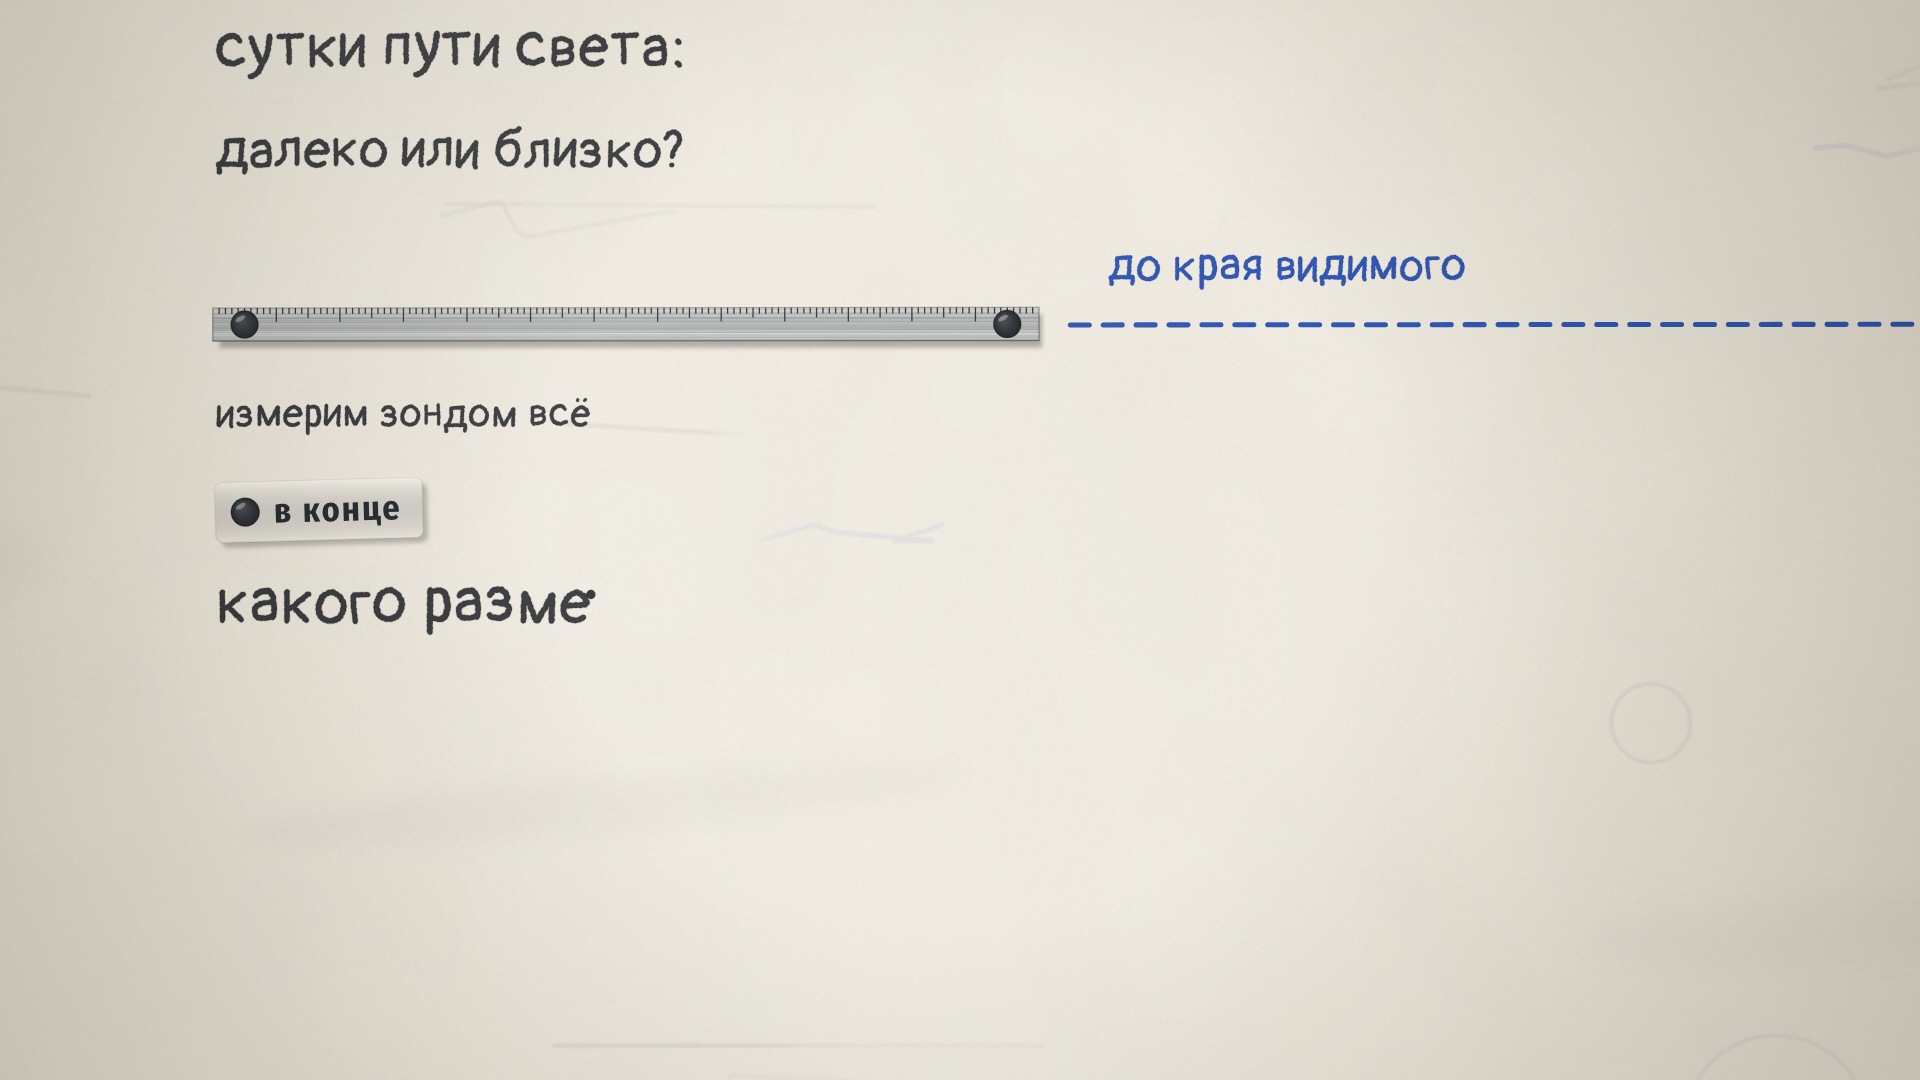 сутки пути света:
далеко или близко?
до края видимого
измерим зондом всё
в конце
какого разме